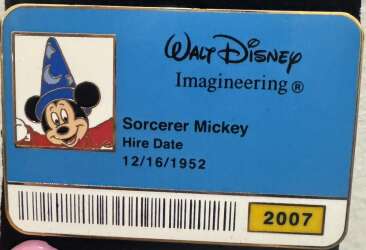 Walt Disney
Imagineering ®
Sorcerer Mickey
Hire Date
12/16/1952
2007